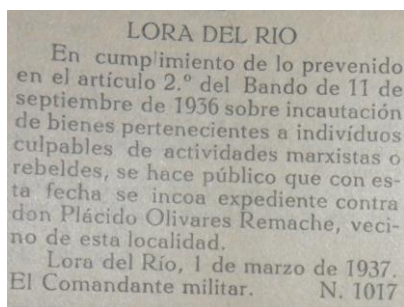 LORA DEL RIO
En cumplimiento de lo prevenido
en el artículo 2.º del Bando de 11 de
septiembre de 1936 sobre incautación
de bienes pertenecientes a indivíduos
culpables de actividades marxistas o
rebeldes, se hace público que con es-
ta fecha se incoa expediente contra
don Plácido Olivares Remache, veci-
no de esta localidad.
Lora del Río, 1 de marzo de 1937.
El Comandante militar. N. 1017